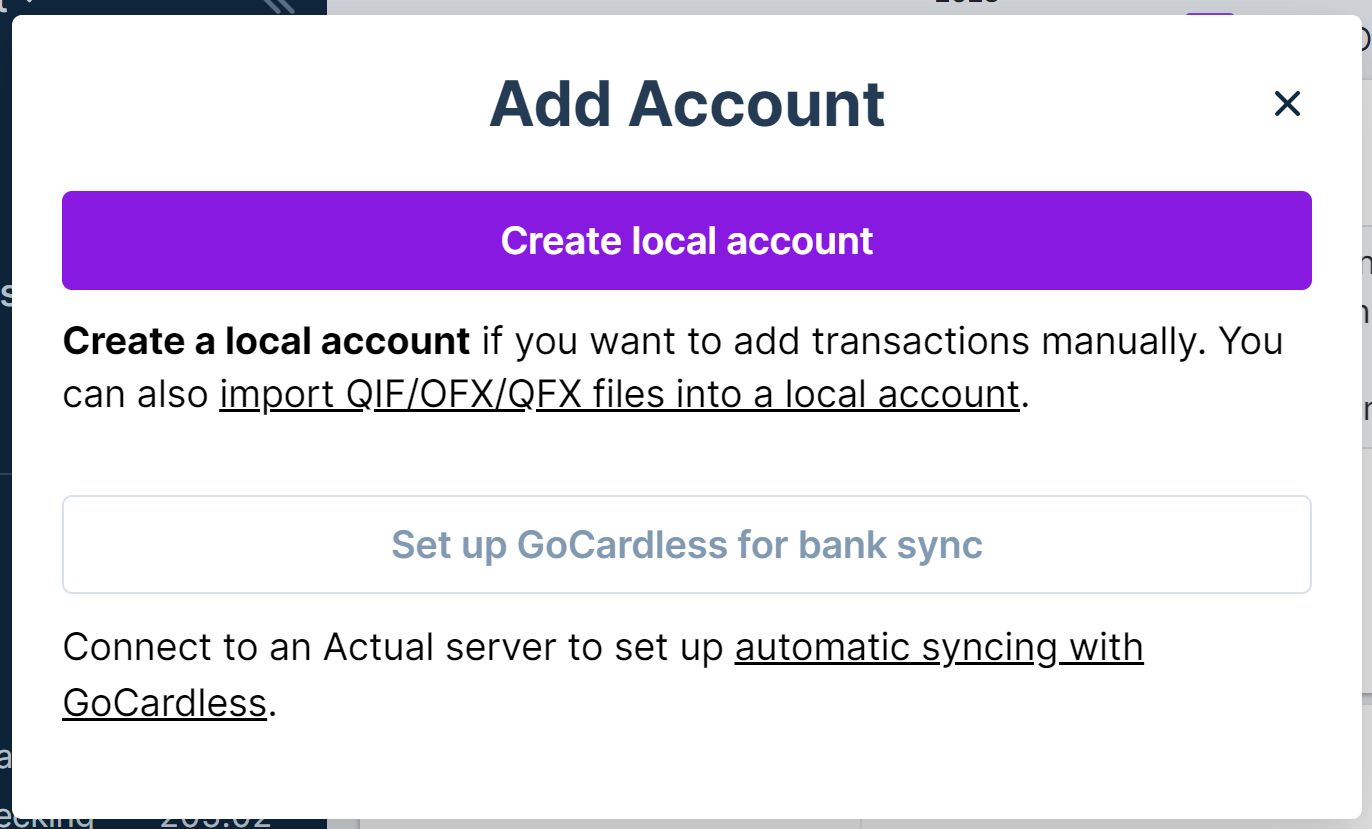 Add Account
Create local account
Create a local account if you want to add transactions manually. You
can also import QIF/OFX/QFX files into a local account.
Set up GoCardless for bank sync
Connect to an Actual server to set up automatic syncing with
GoCardless.